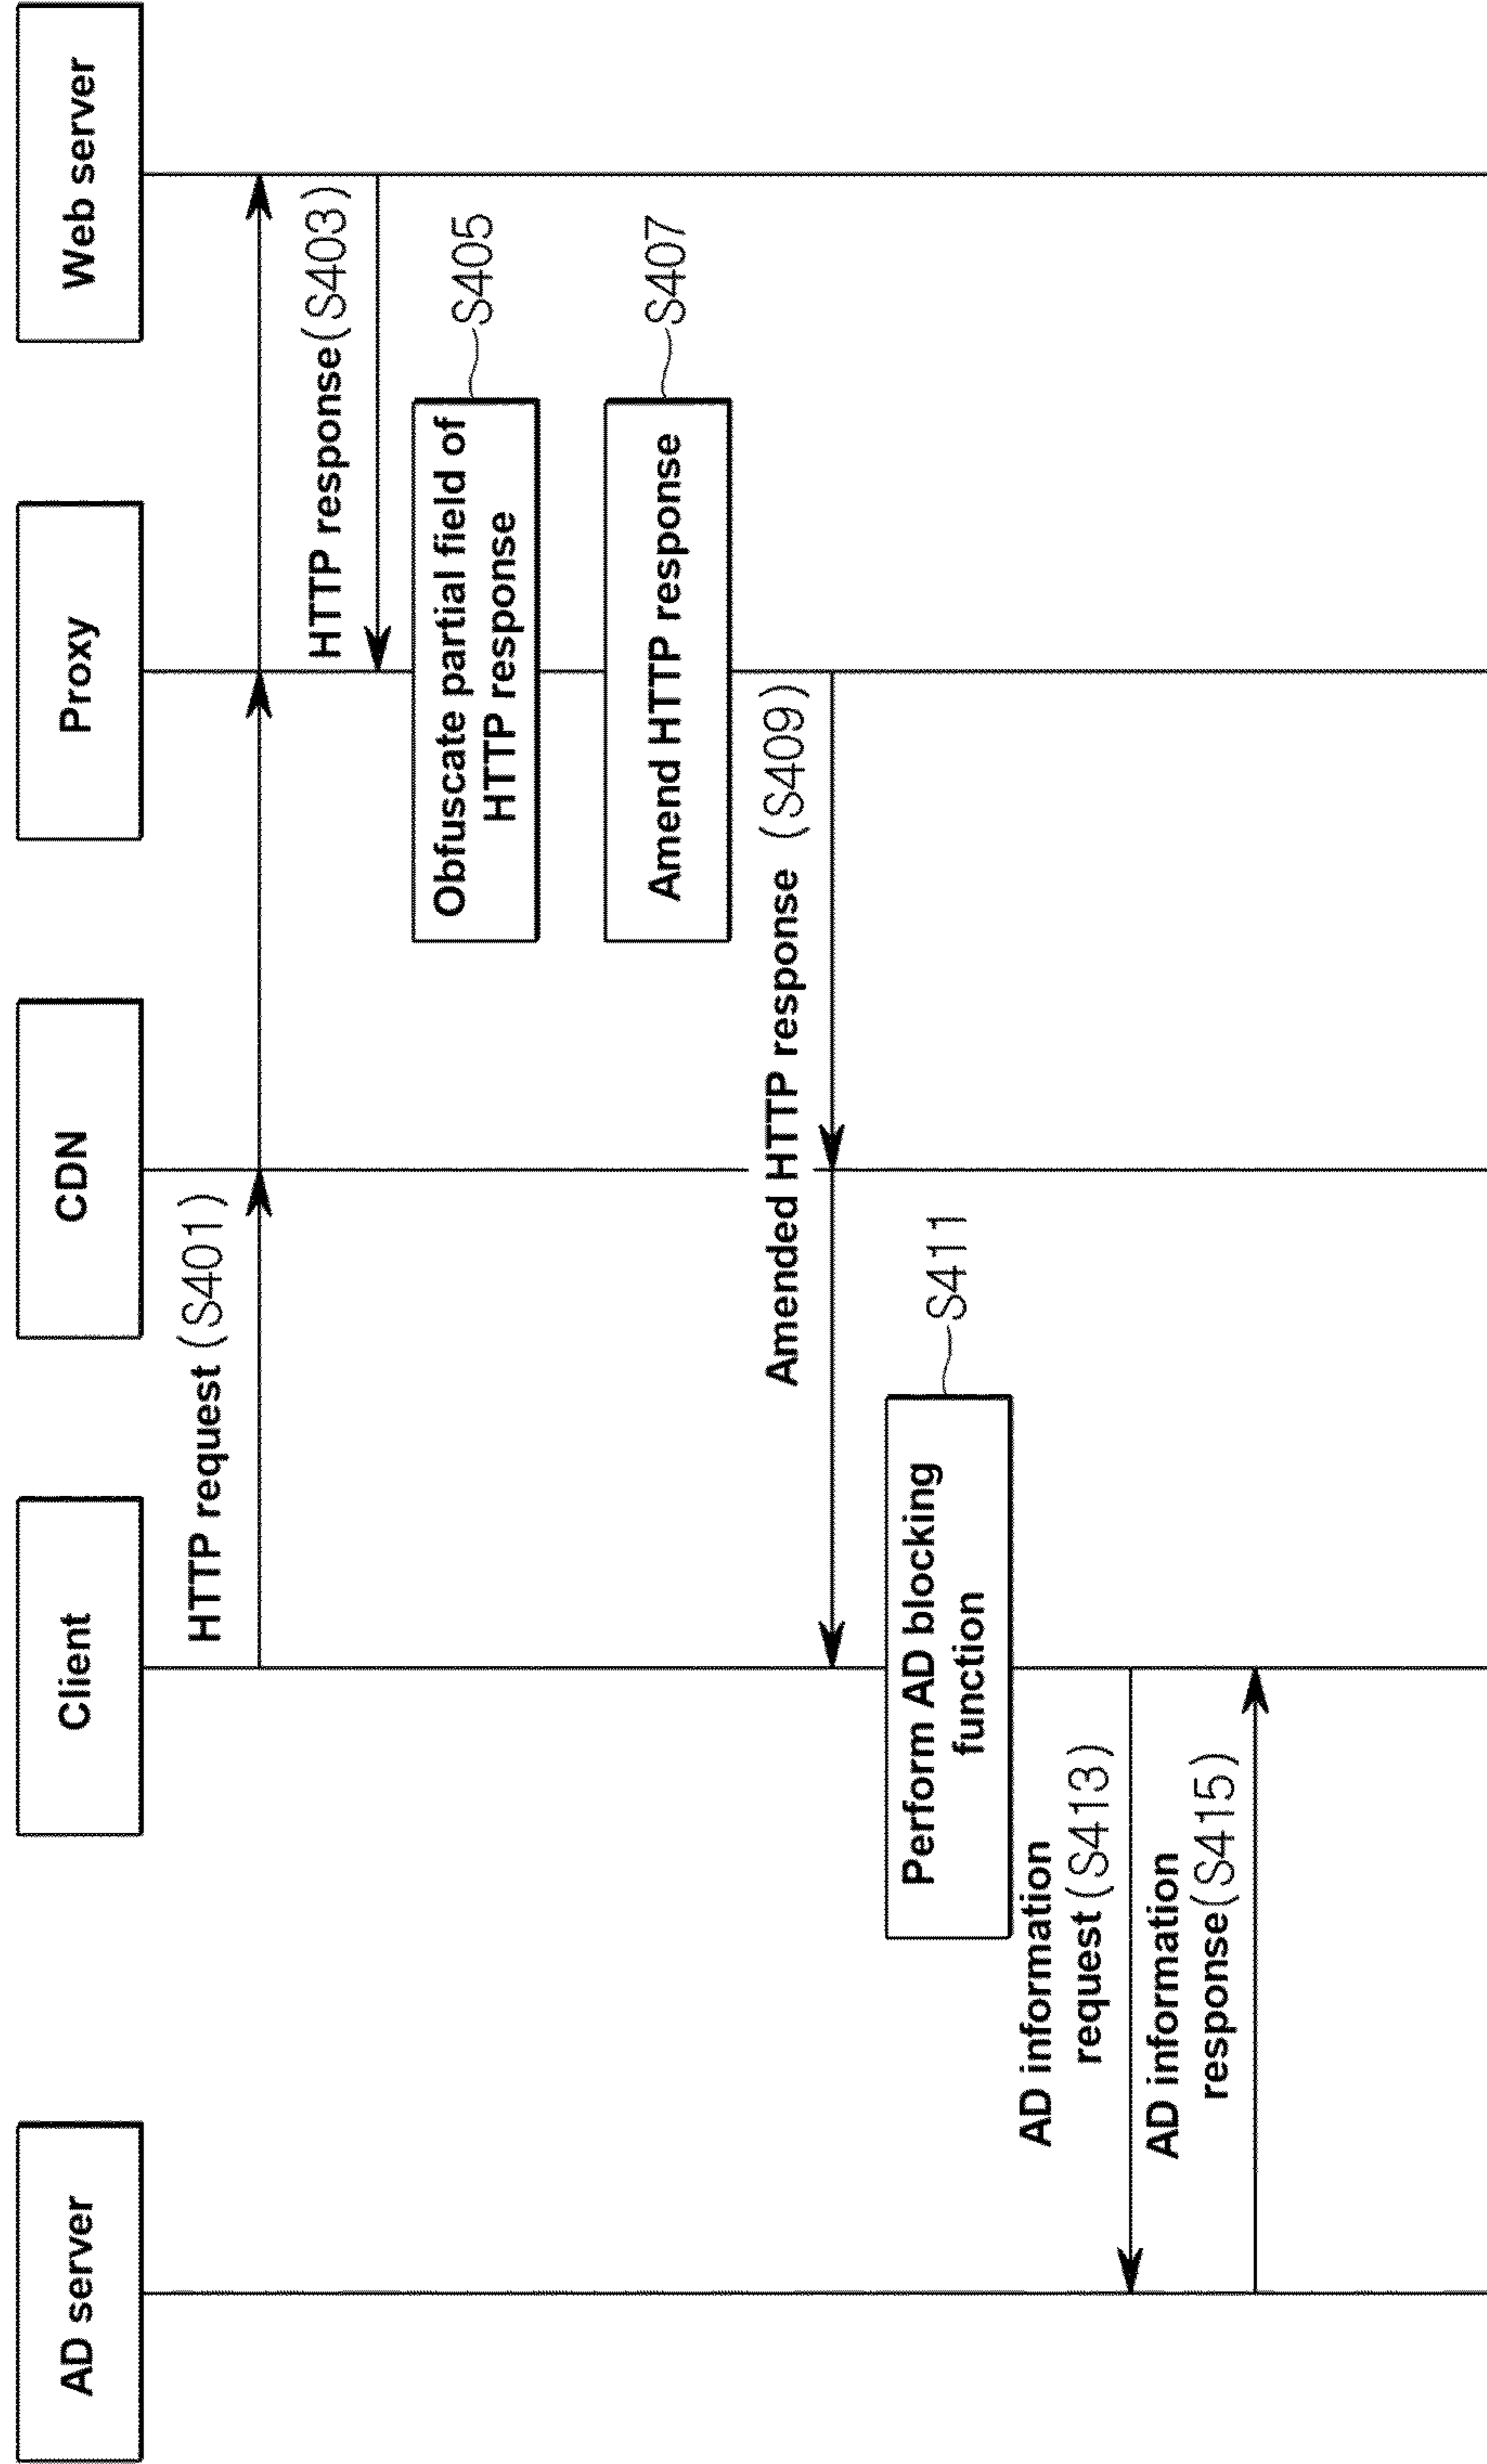 AD server
Client
CDN
Proxy
Web server
HTTP request (S401)
HTTP response(S403)
Obfuscate partial field of
HTTP response
S405
Amend HTTP response
S407
Amended HTTP response (S409)
Perform AD blocking
function
S411
AD information
request (S413)
AD information
response(S415)